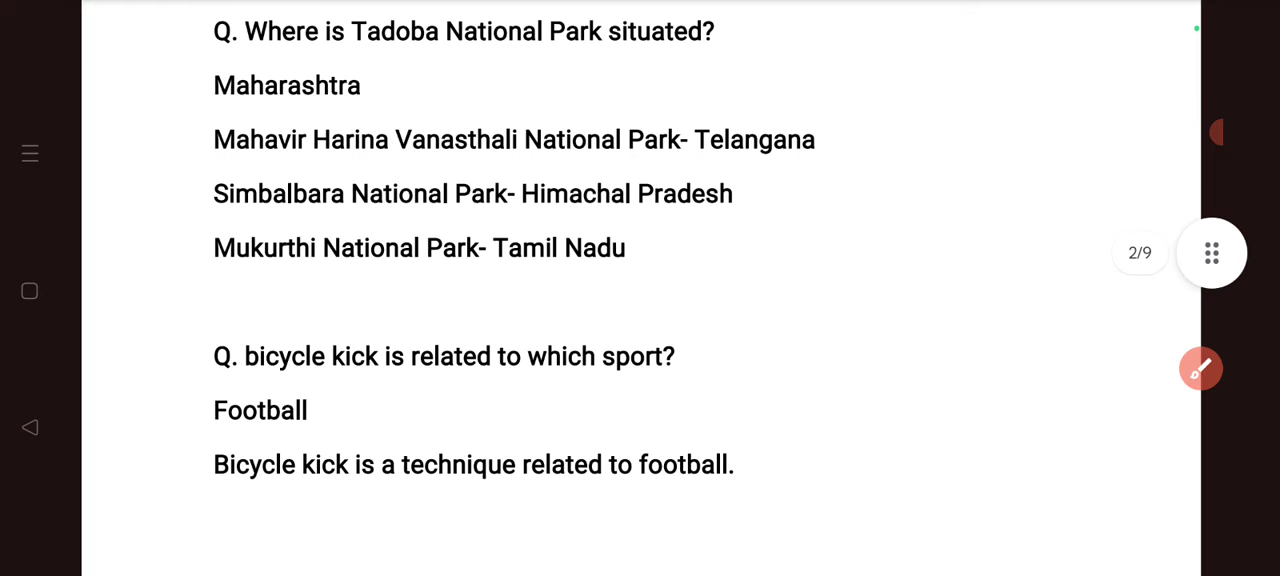 Q. Where is Tadoba National Park situated?
Maharashtra
Mahavir Harina Vanasthali National Park- Telangana
Simbalbara National Park- Himachal Pradesh
Mukurthi National Park- Tamil Nadu
2/9
Q. bicycle kick is related to which sport?
Football
Bicycle kick is a technique related to football.